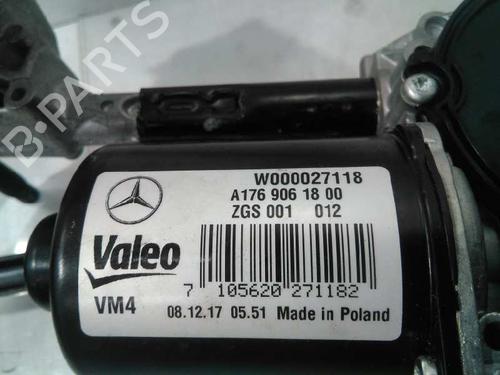 B-PARTS
W000027118
A176 906 18 00
ZGS 001 012
Valeo
7 105620 271182
VM4
08.12.17 05.51 Made in Poland